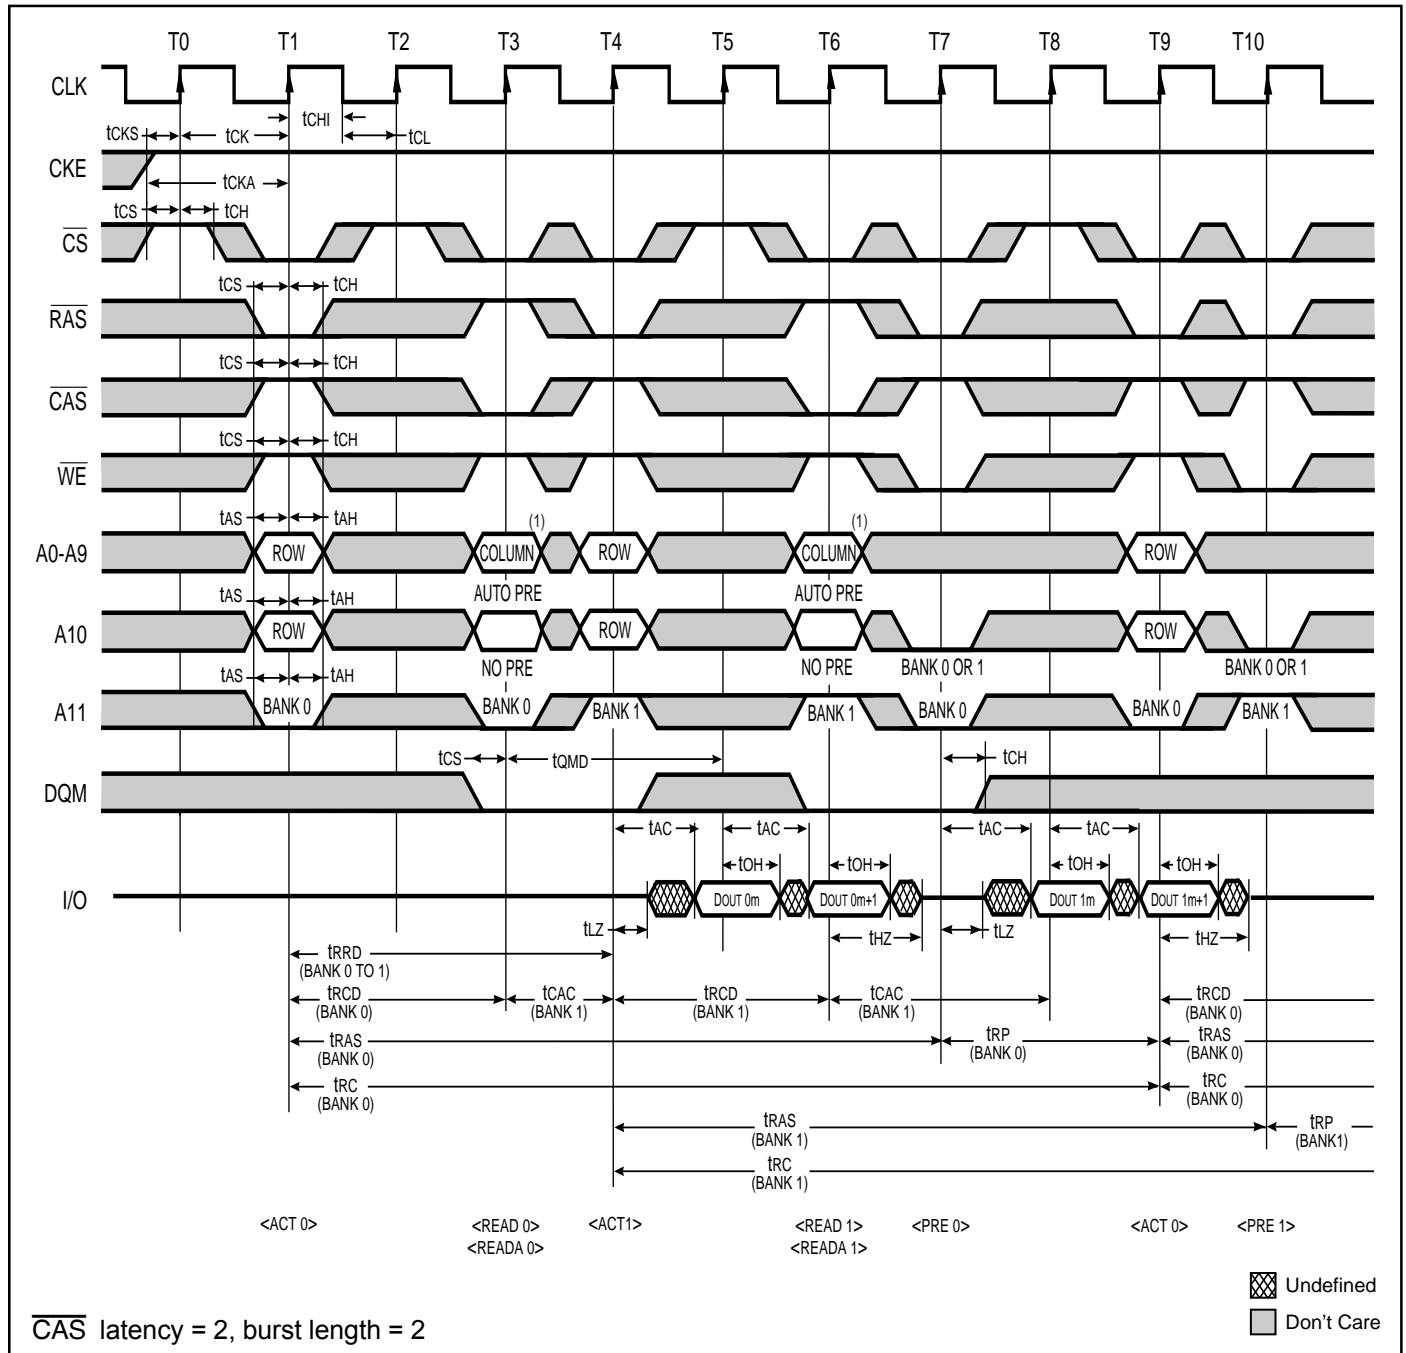 T0 T1 T2 T3 T4 T5 T6 T7 T8 T9 T10
CLK
tCHI
tCKS tCK tCL
CKE
tCKA
tCS tCH
CS
tCS tCH
RAS
tCS tCH
CAS
tCS tCH
WE
tAS tAH (1) (1)
A0-A9 ROW COLUMN ROW COLUMN ROW
tAS tAH AUTO PRE AUTO PRE
A10 ROW ROW ROW
tAS tAH NO PRE NO PRE BANK 0 OR 1 BANK 0 OR 1
A11 BANK 0 BANK 0 BANK 1 BANK 1 BANK 0 BANK 0 BANK 1
tCS tQMD tCH
DQM
tAC tAC tAC tAC
tOH tOH tOH tOH
I/O DOUT 0m DOUT 0m+1 DOUT 1m DOUT 1m+1
tLZ tHZ tLZ tHZ
tRRD
(BANK 0 TO 1)
tRCD tCAC tRCD tCAC tRCD
(BANK 0) (BANK 1) (BANK 1) (BANK 1) (BANK 0)
tRAS tRP tRAS
(BANK 0) (BANK 0) (BANK 0)
tRC tRC
(BANK 0) (BANK 0)
tRAS tRP
(BANK 1) (BANK1)
tRC
(BANK 1)
<ACT 0> <READ 0> <ACT1> <READ 1> <PRE 0> <ACT 0> <PRE 1>
<READA 0> <READA 1>
Undefined
Don't Care
CAS latency = 2, burst length = 2